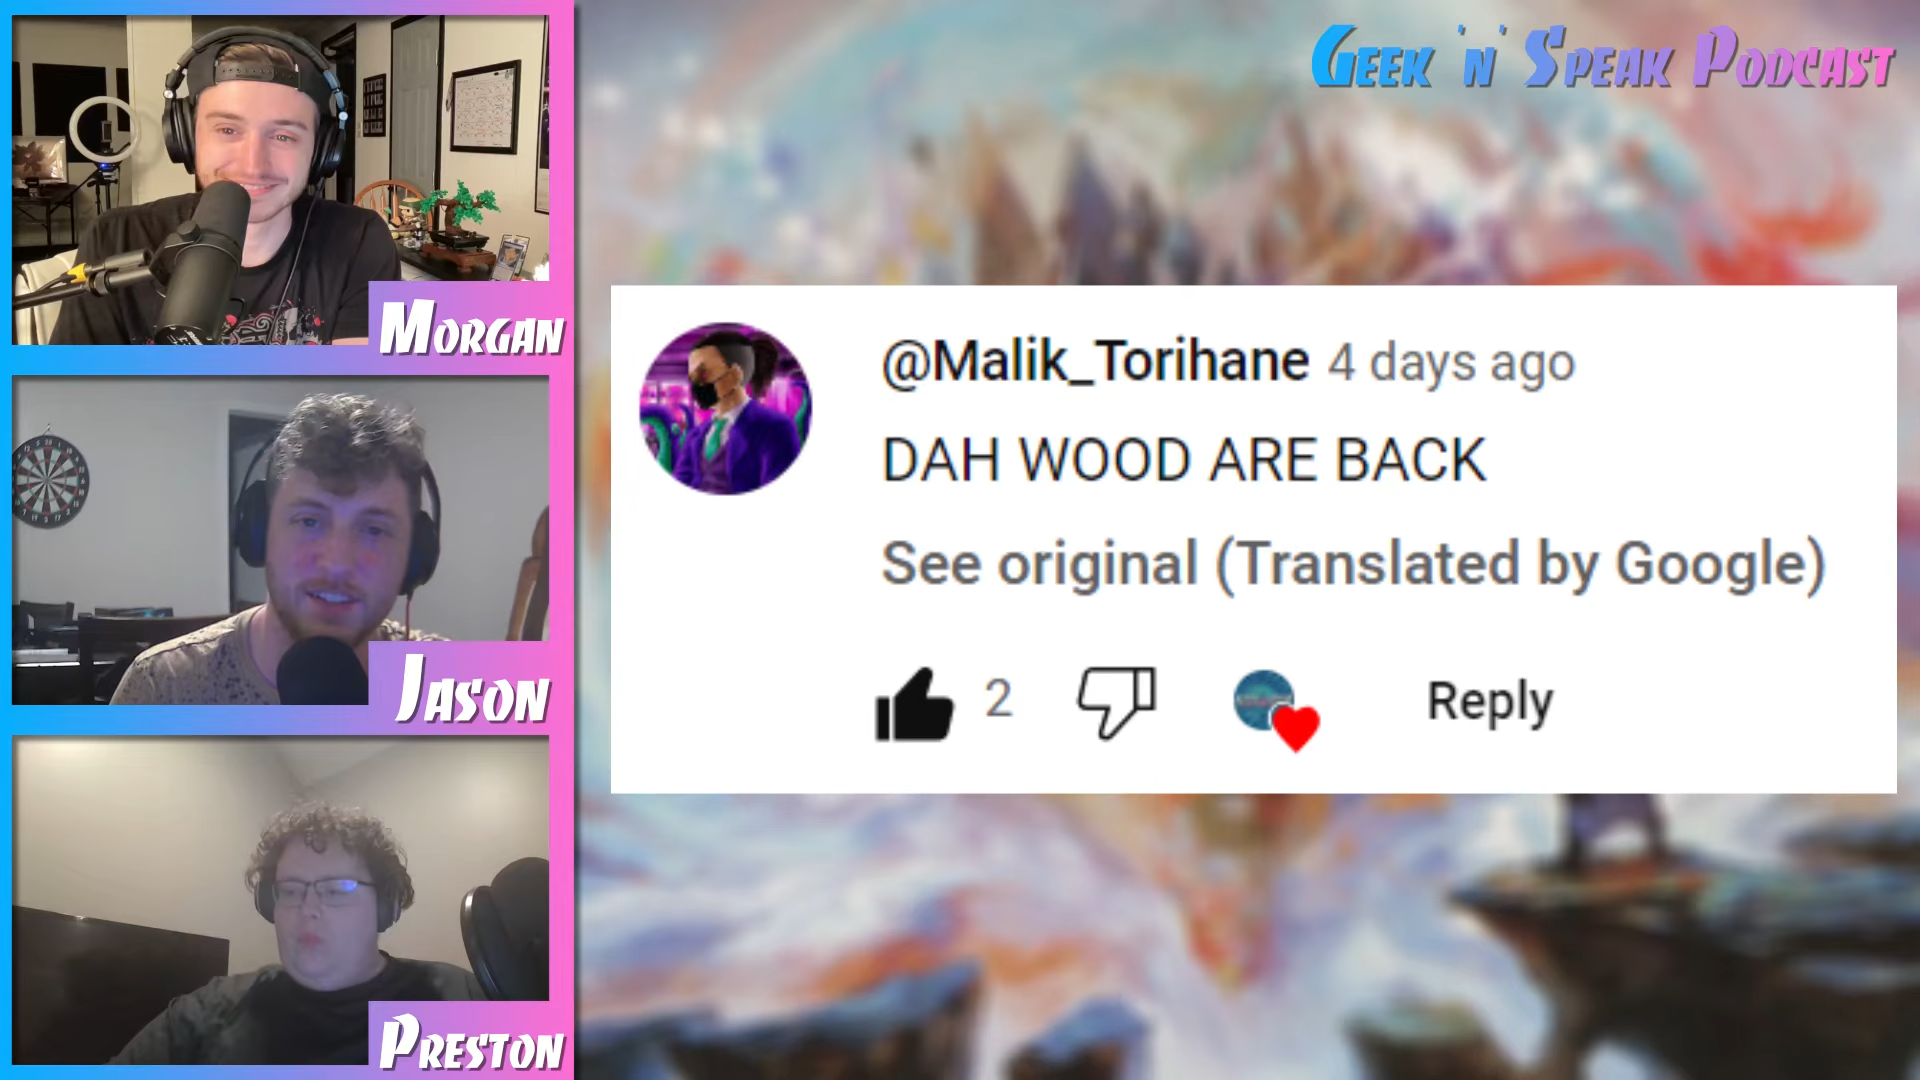 GEEK 'N' SPEAK PODCAST
MORGAN
JASON
PRESTON
@Malik_Torihane 4 days ago
DAH WOOD ARE BACK
See original (Translated by Google)
2
Reply